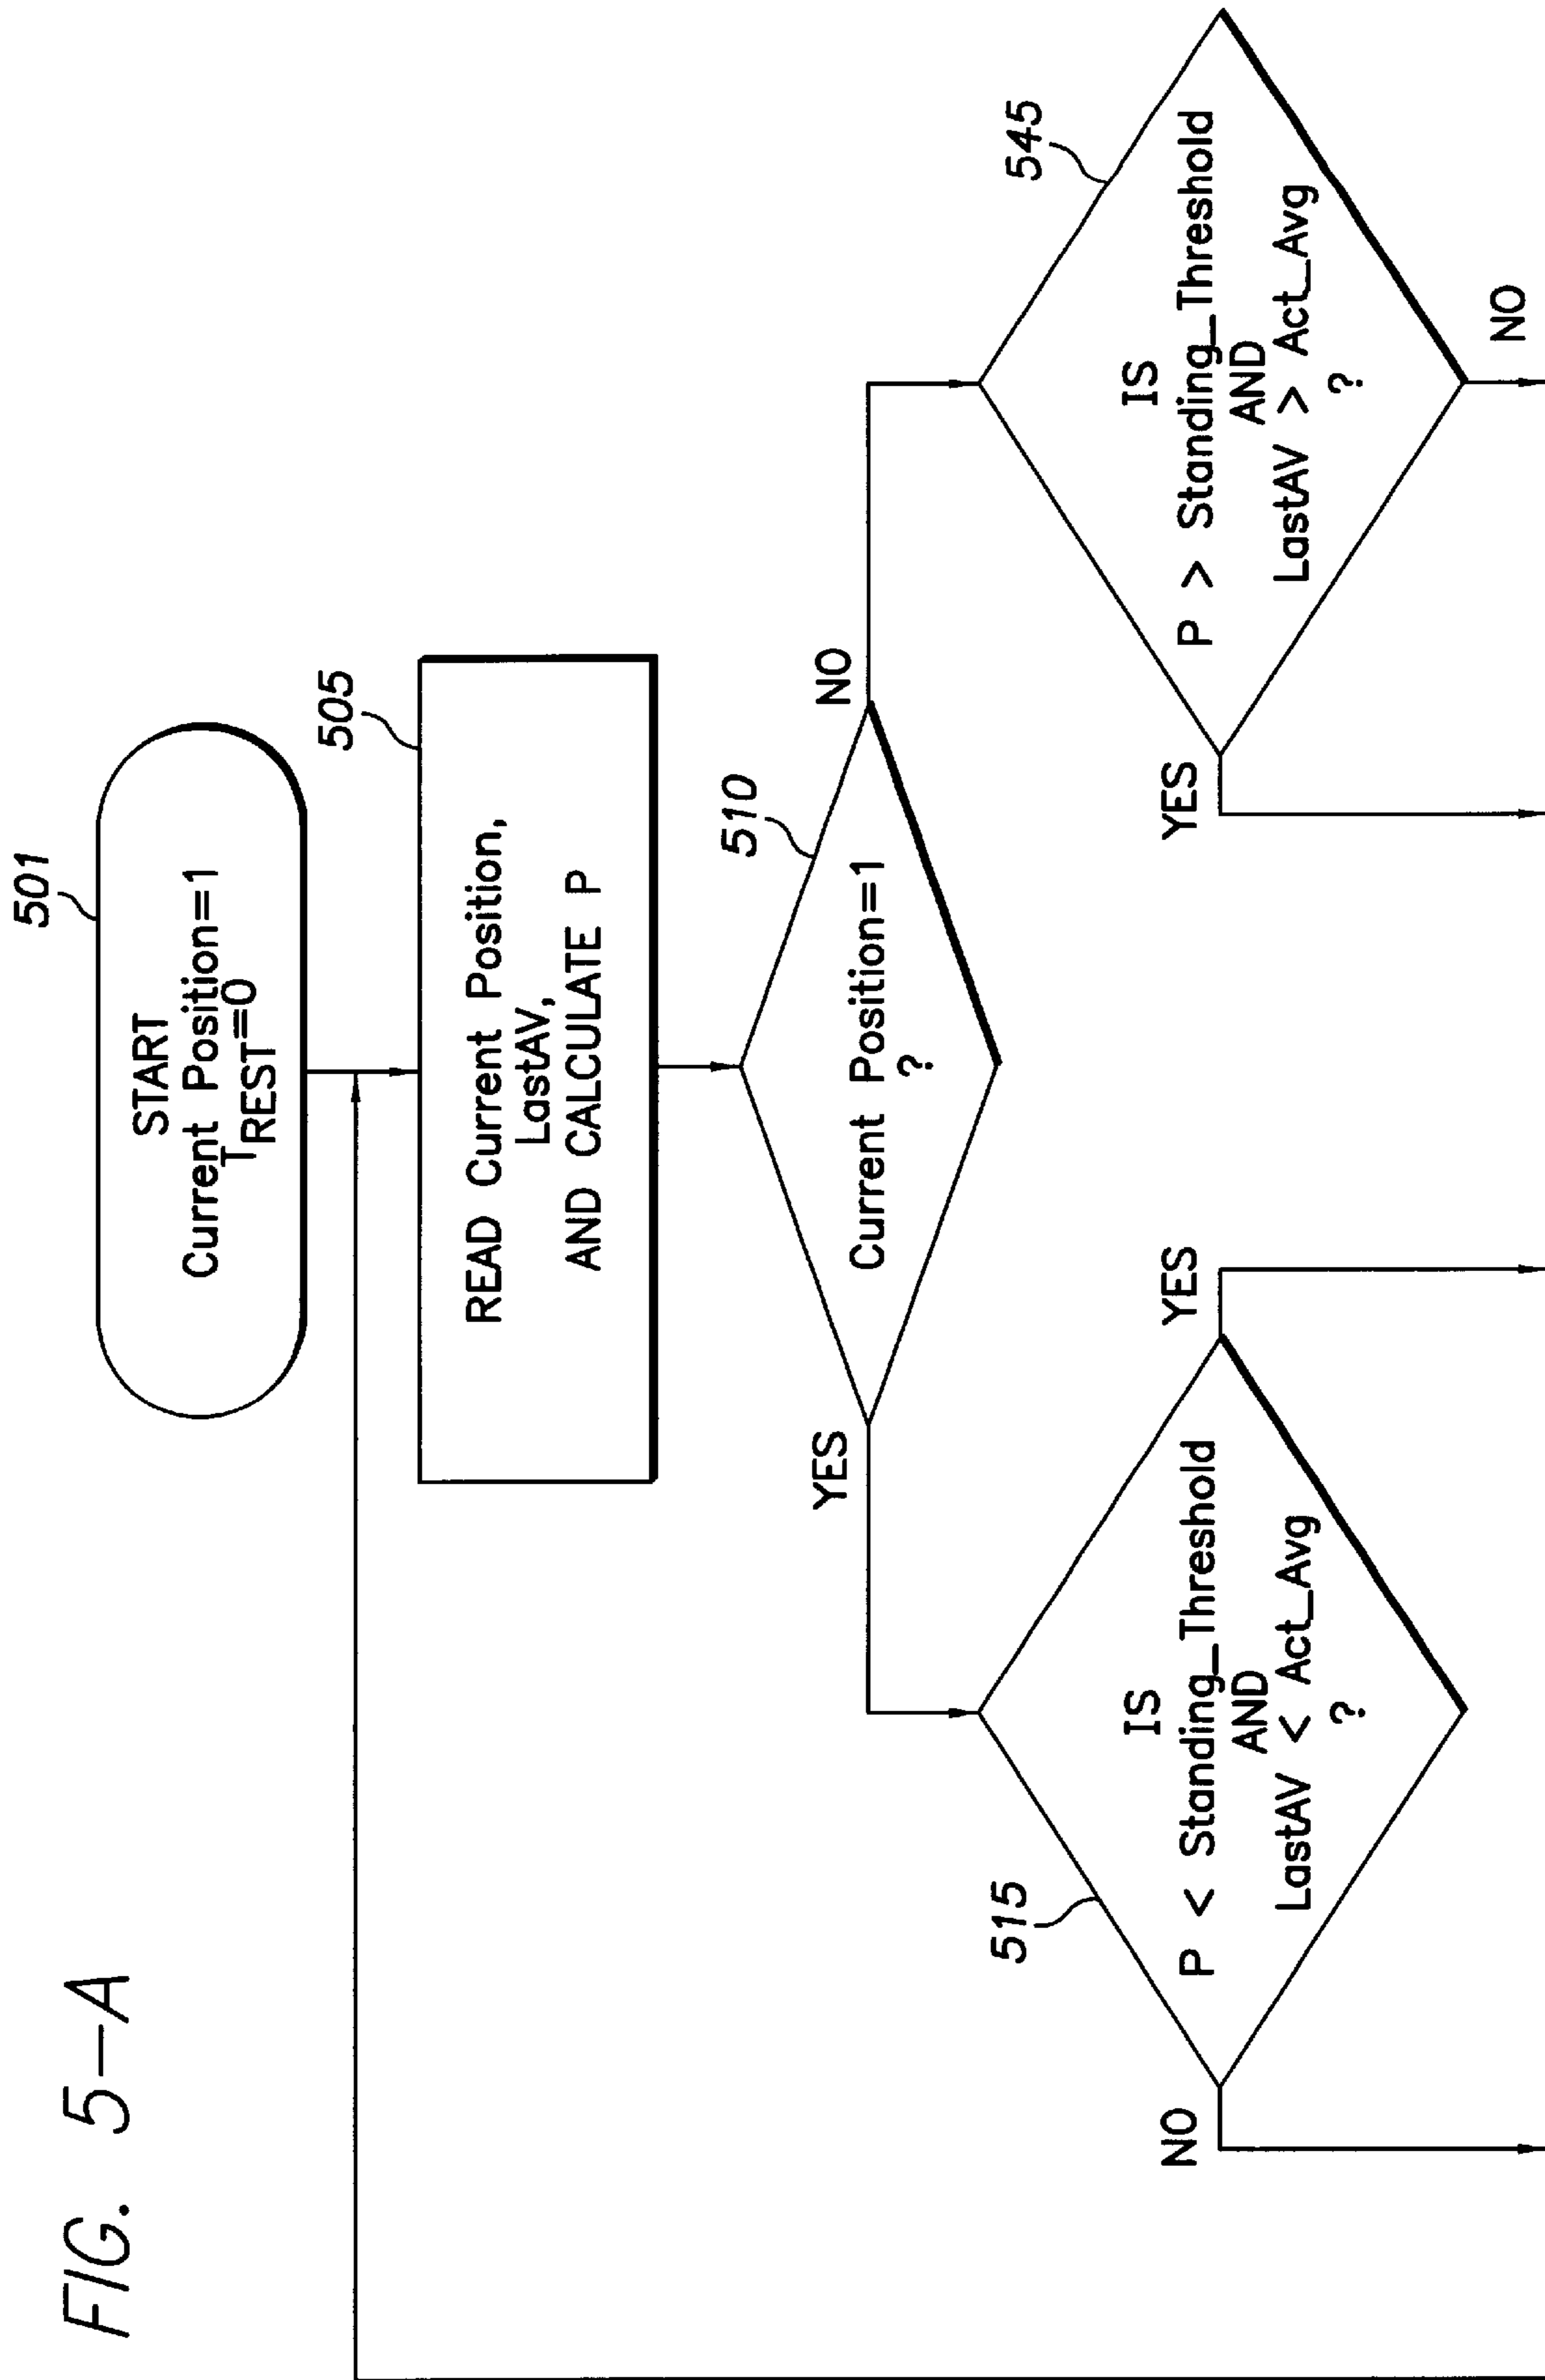 FIG. 5-A
501
START
Current Position=1
TREST=0
505
READ Current Position,
LastAV,
AND CALCULATE P
510
Current Position=1
?
YES
NO
515
IS
P < Standing_Threshold
AND
LastAV < Act_Avg
?
NO
YES
545
IS
P > Standing_Threshold
AND
LastAV > Act_Avg
?
YES
NO